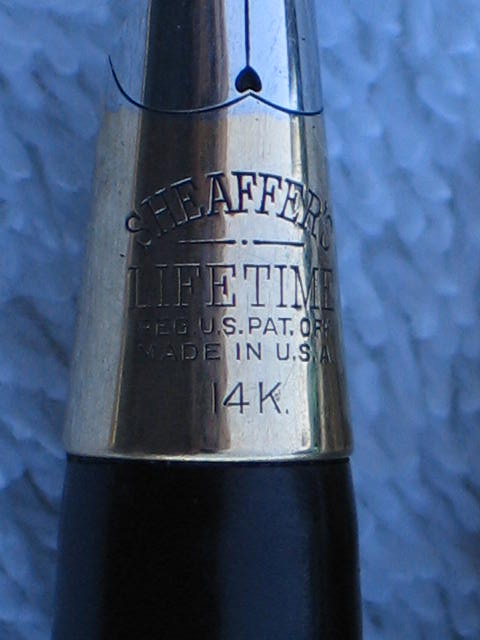 SHEAFFER'S
LIFETIME
REG. U.S. PAT. OFF.
MADE IN U.S.A.
14K.